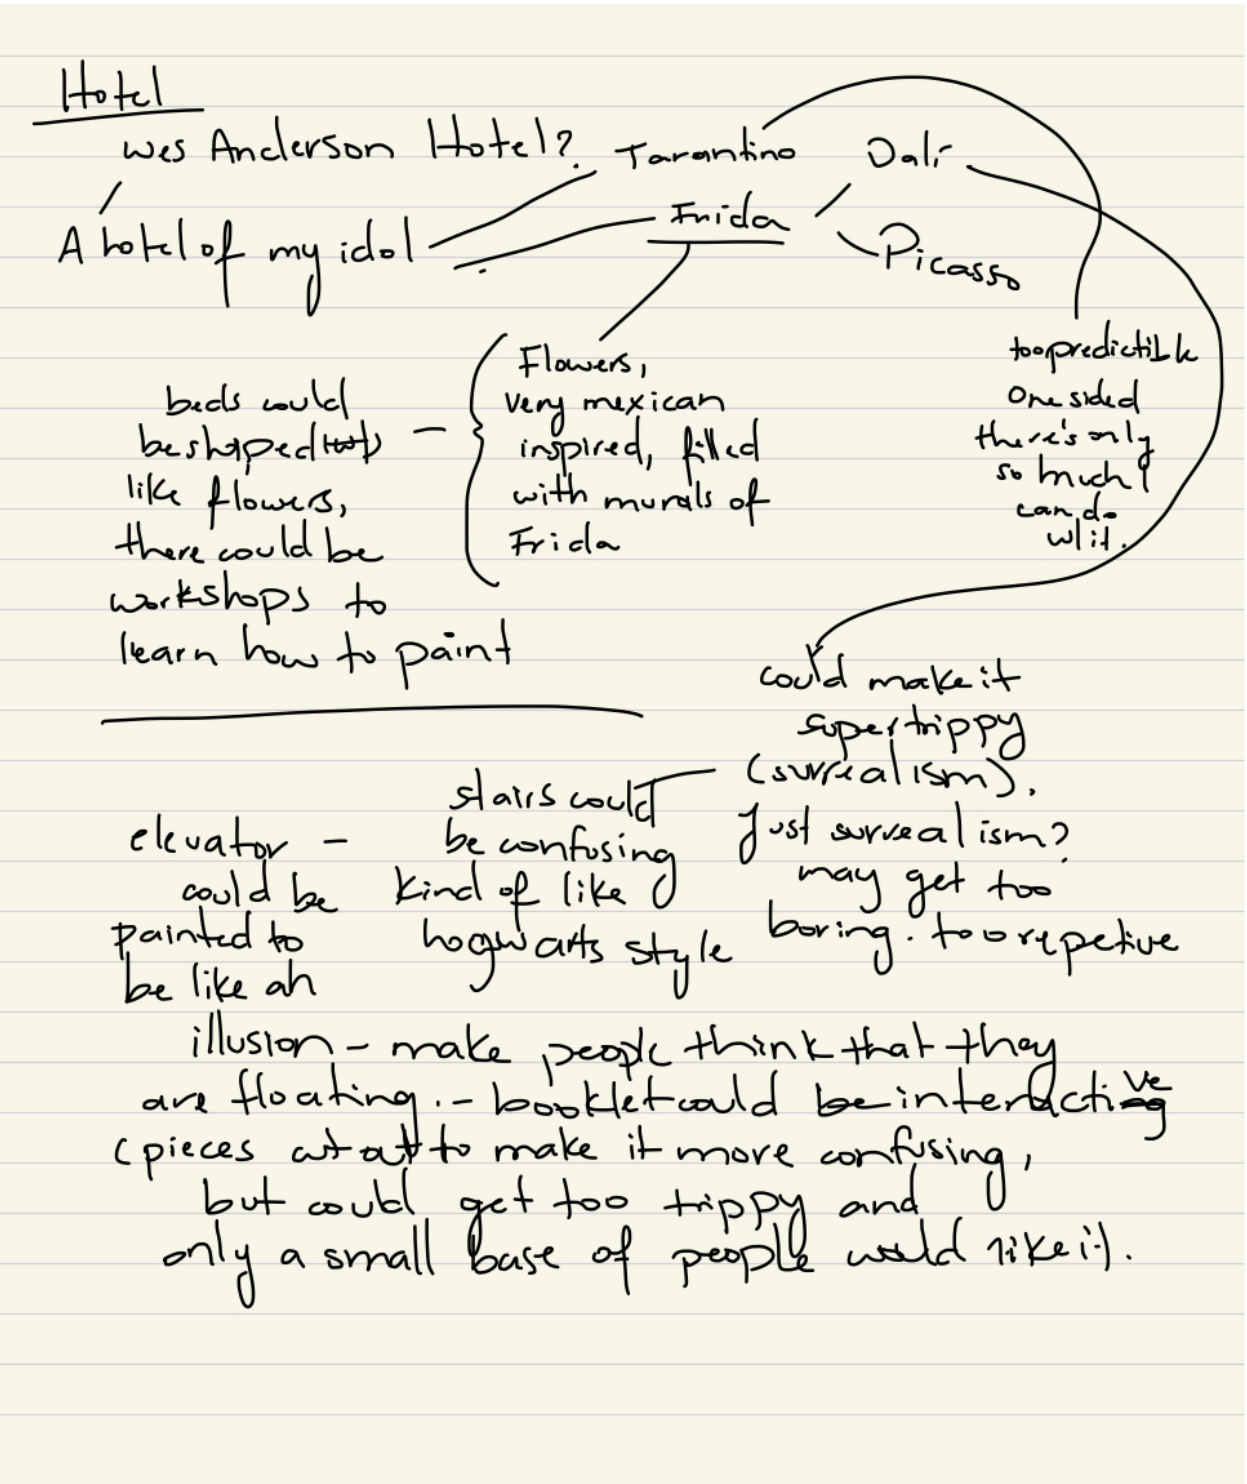 Hotel
Wes Anderson Hotel?
Tarantino
Dalí
Frida
Picasso
A hotel of my idol
too predictible
one sided
there's only
so much I
can do
w/ it.
Flowers,
very mexican
inspired, filled
with murals of
Frida
beds could
be shaped
like flowers,
there could be
workshops to
learn how to paint
could make it
super trippy
(surrealism).
Just surrealism?
may get too
boring. too repetive
stairs could
be confusing
kind of like
hogwarts style
elevator -
could be
painted to
be like an
illusion - make people think that they
are floating. - booklet could be interactive
(pieces cut out to make it more confusing,
but could get too trippy and
only a small base of people would like it).